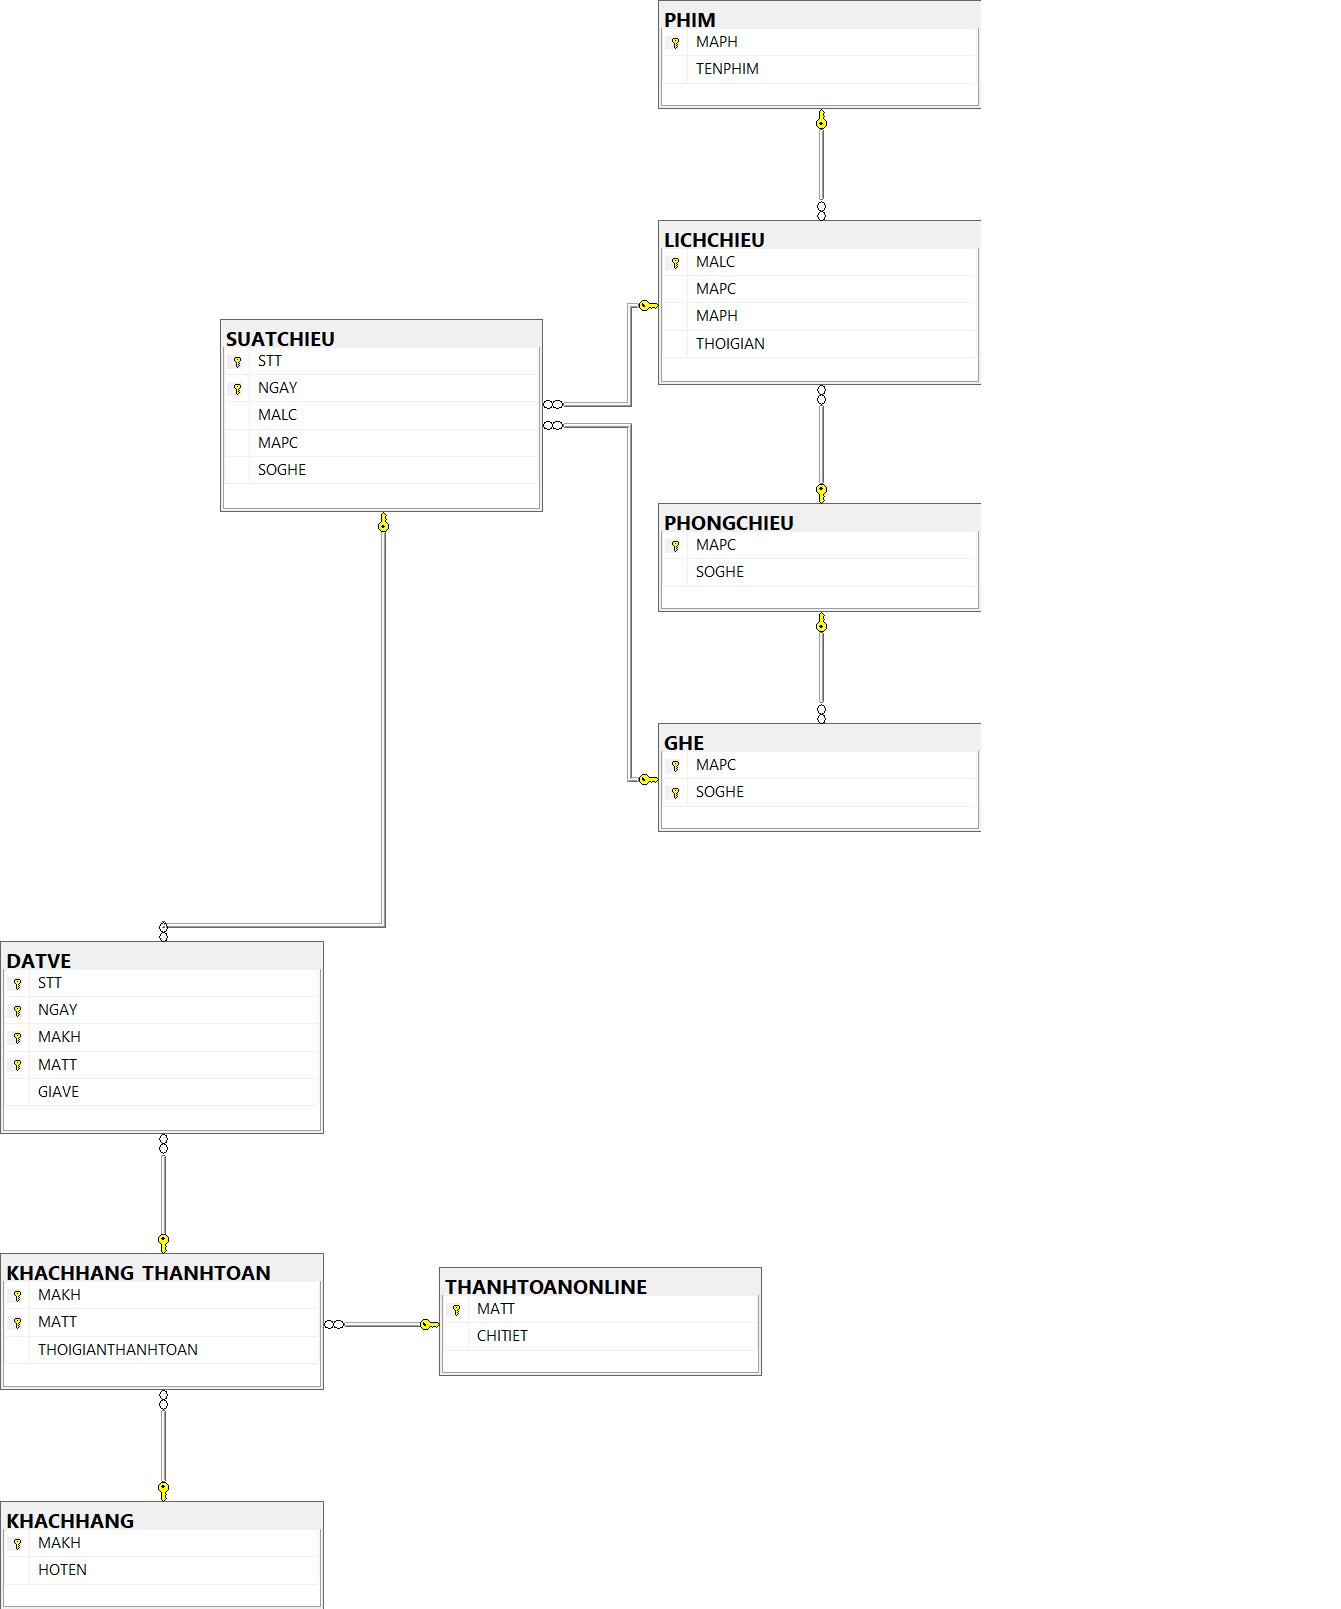 PHIM
MAPH
TENPHIM
LICHCHIEU
MALC
MAPC
MAPH
THOIGIAN
SUATCHIEU
STT
NGAY
MALC
MAPC
SOGHE
PHONGCHIEU
MAPC
SOGHE
GHE
MAPC
SOGHE
DATVE
STT
NGAY
MAKH
MATT
GIAVE
KHACHHANG_THANHTOAN
MAKH
MATT
THOIGIANTHANHTOAN
THANHTOANONLINE
MATT
CHITIET
KHACHHANG
MAKH
HOTEN